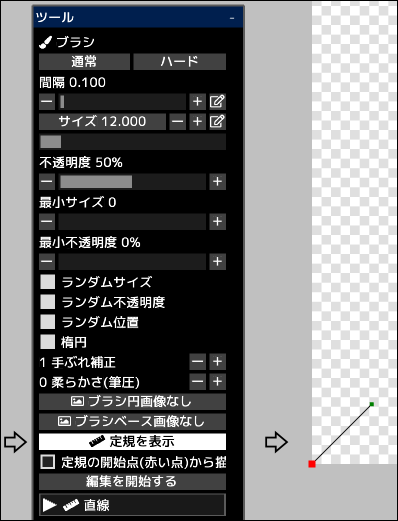 ツール -
ブラシ
通常 ハード
間隔 0.100
サイズ 12.000
不透明度 50%
最小サイズ 0
最小不透明度 0%
ランダムサイズ
ランダム不透明度
ランダム位置
楕円
1 手ぶれ補正
0 柔らかさ(筆圧)
ブラシ円画像なし
ブラシベース画像なし
定規を表示
定規の開始点(赤い点)から描
編集を開始する
直線